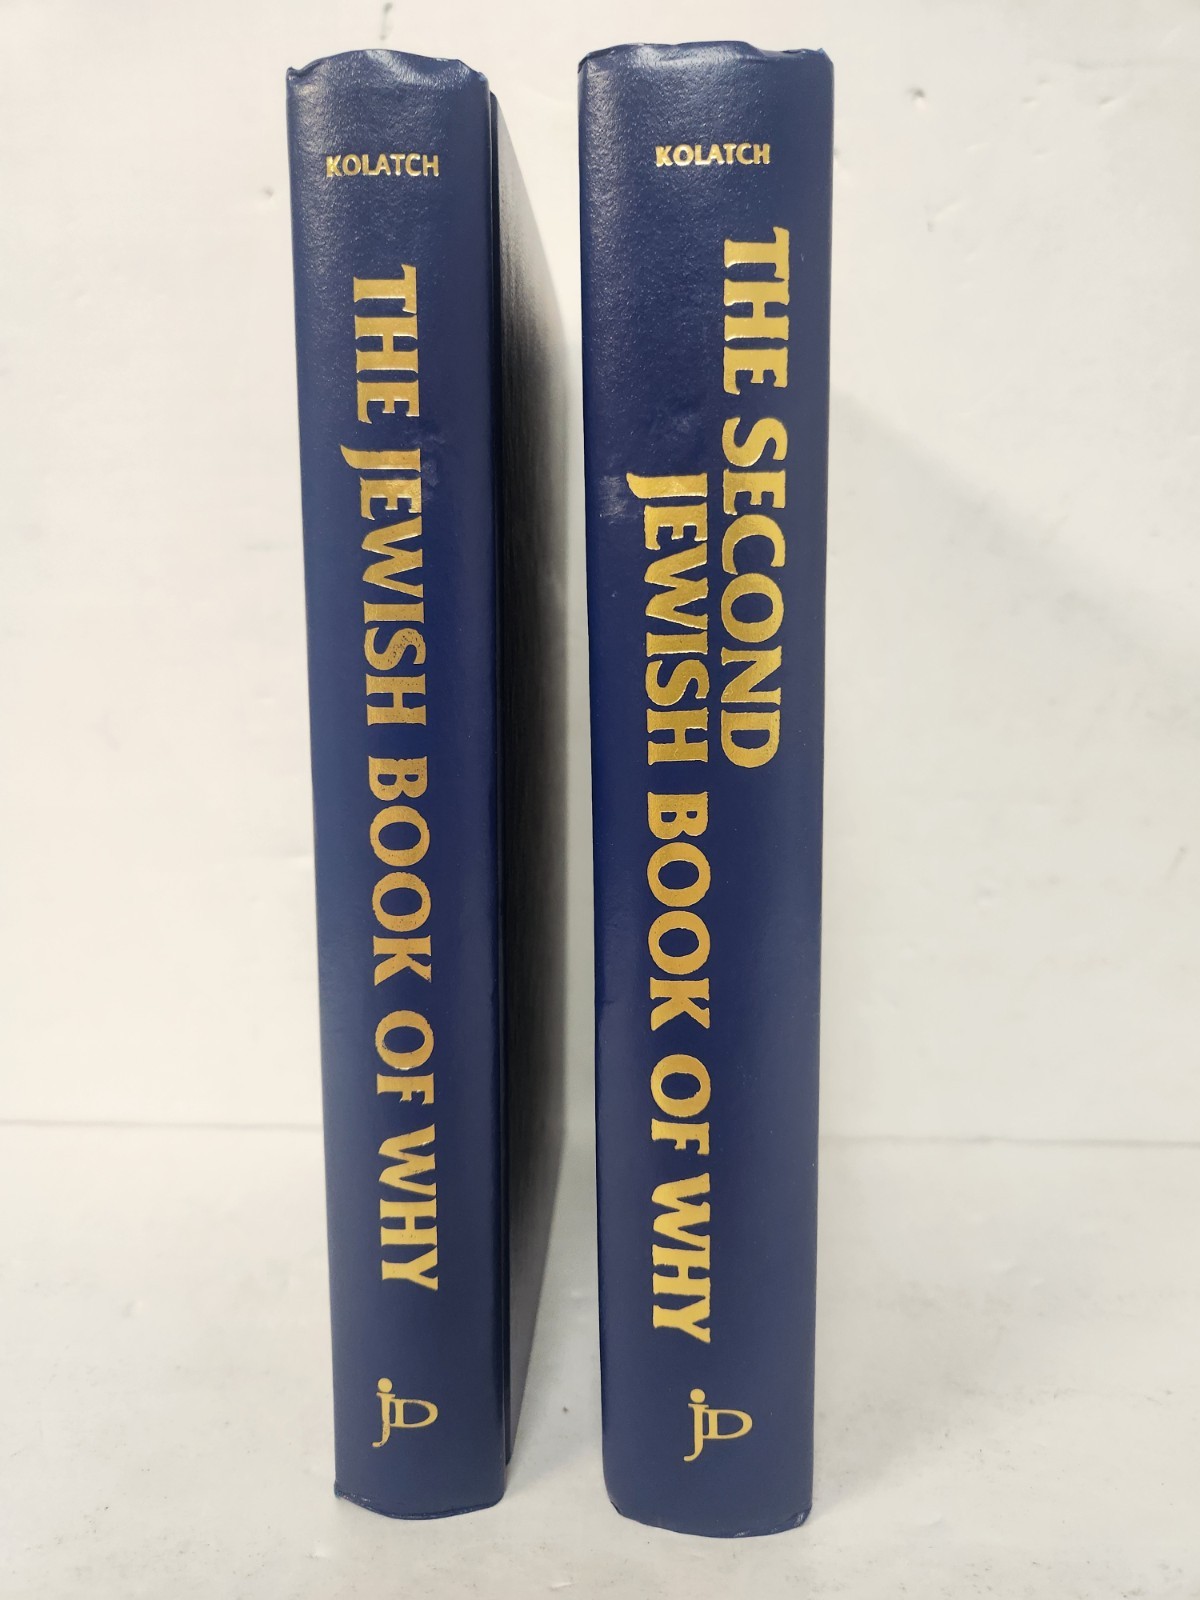 KOLATCH
THE JEWISH BOOK OF WHY
JD
KOLATCH
THE SECOND
JEWISH BOOK OF WHY
JD